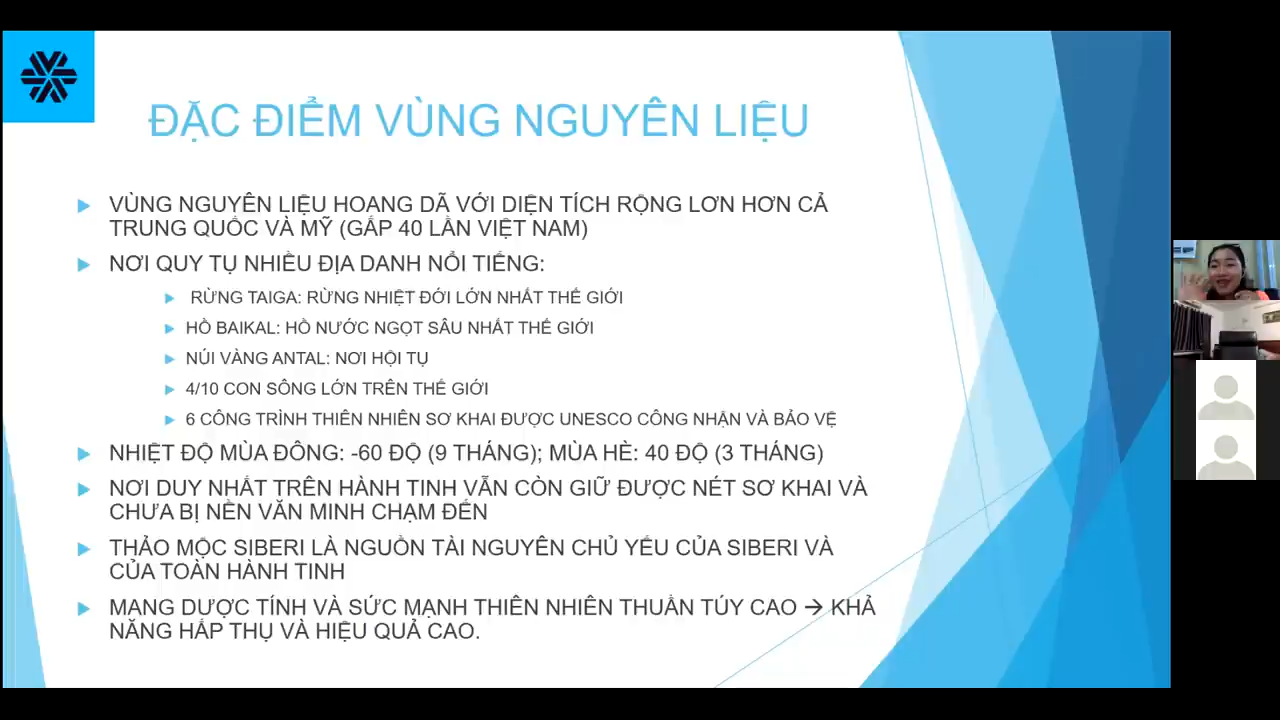 ĐẶC ĐIỂM VÙNG NGUYÊN LIỆU
VÙNG NGUYÊN LIỆU HOANG DÃ VỚI DIỆN TÍCH RỘNG LƠN HƠN CẢ
TRUNG QUỐC VÀ MỸ (GẤP 40 LẦN VIỆT NAM)
NƠI QUY TỤ NHIỀU ĐỊA DANH NỔI TIẾNG:
RỪNG TAIGA: RỪNG NHIỆT ĐỚI LỚN NHẤT THẾ GIỚI
HỒ BAIKAL: HỒ NƯỚC NGỌT SÂU NHẤT THẾ GIỚI
NÚI VÀNG ANTAL: NƠI HỘI TỤ
4/10 CON SÔNG LỚN TRÊN THẾ GIỚI
6 CÔNG TRÌNH THIÊN NHIÊN SƠ KHAI ĐƯỢC UNESCO CÔNG NHẬN VÀ BẢO VỆ
NHIỆT ĐỘ MÙA ĐÔNG: -60 ĐỘ (9 THÁNG); MÙA HÈ: 40 ĐỘ (3 THÁNG)
NƠI DUY NHẤT TRÊN HÀNH TINH VẪN CÒN GIỮ ĐƯỢC NÉT SƠ KHAI VÀ
CHƯA BỊ NỀN VĂN MINH CHẠM ĐẾN
THẢO MỘC SIBERI LÀ NGUỒN TÀI NGUYÊN CHỦ YẾU CỦA SIBERI VÀ
CỦA TOÀN HÀNH TINH
MANG DƯỢC TÍNH VÀ SỨC MẠNH THIÊN NHIÊN THUẦN TÚY CAO → KHẢ
NĂNG HẤP THỤ VÀ HIỆU QUẢ CAO.